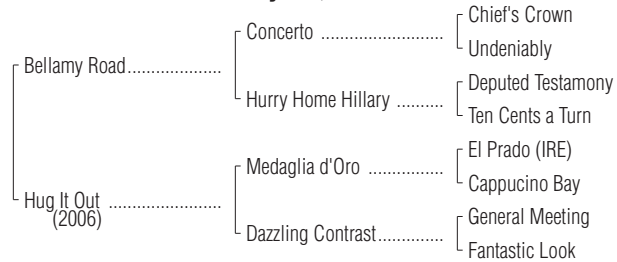 Chief's Crown
Concerto ........................
Undeniably
Bellamy Road.....................
Deputed Testamony
Hurry Home Hillary ..........
Ten Cents a Turn
El Prado (IRE)
Medaglia d'Oro ................
Cappucino Bay
Hug It Out ........................
(2006)
General Meeting
Dazzling Contrast..............
Fantastic Look